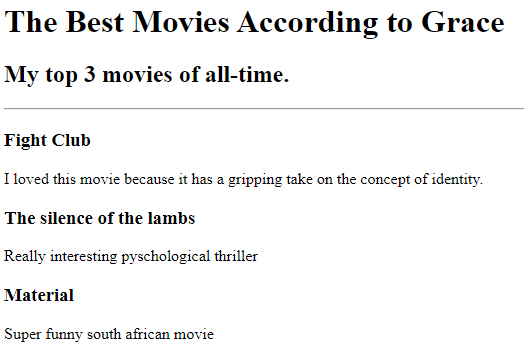 The Best Movies According to Grace
My top 3 movies of all-time.
Fight Club
I loved this movie because it has a gripping take on the concept of identity.
The silence of the lambs
Really interesting pyschological thriller
Material
Super funny south african movie